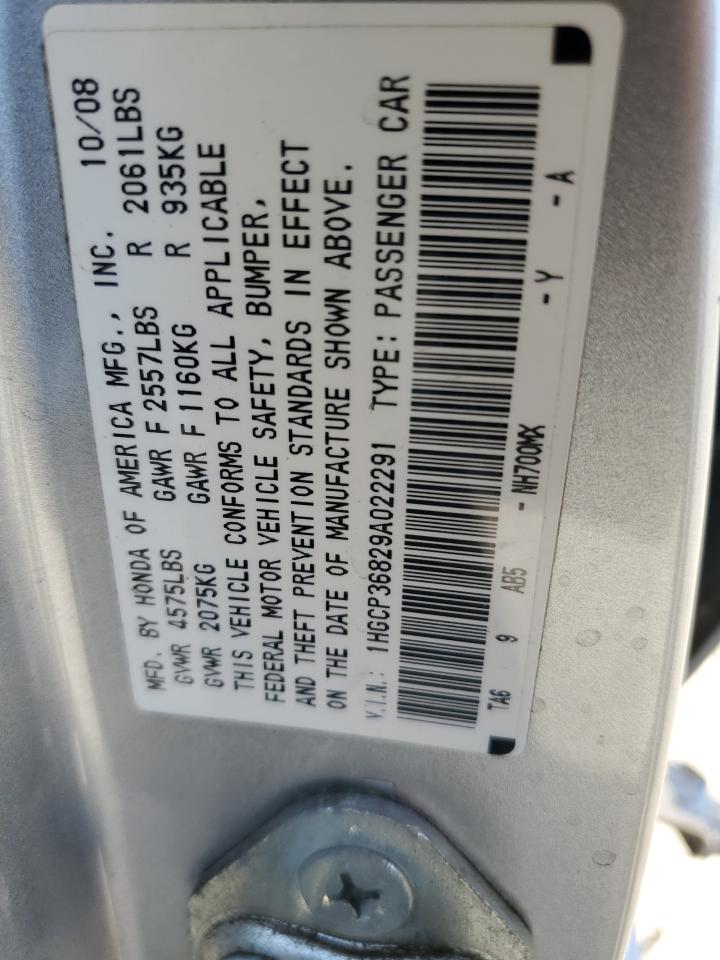 MFD. BY HONDA OF AMERICA MFG., INC. 10/08
GVWR 4575LBS GAWR F 2557LBS R 2061LBS
GVWR 2075KG GAWR F 1160KG R 935KG
THIS VEHICLE CONFORMS TO ALL APPLICABLE
FEDERAL MOTOR VEHICLE SAFETY, BUMPER,
AND THEFT PREVENTION STANDARDS IN EFFECT
ON THE DATE OF MANUFACTURE SHOWN ABOVE.
V.I.N.: 1HGCP36829A022291 TYPE: PASSENGER CAR
TA6 9 AB5 - NH700MX - Y - A